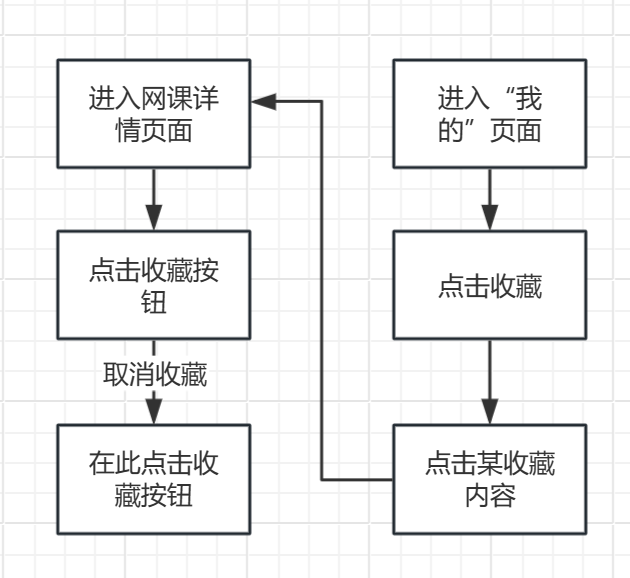 进入网课详
情页面
点击收藏按
钮
取消收藏
在此点击收
藏按钮
进入“我
的”页面
点击收藏
点击某收藏
内容